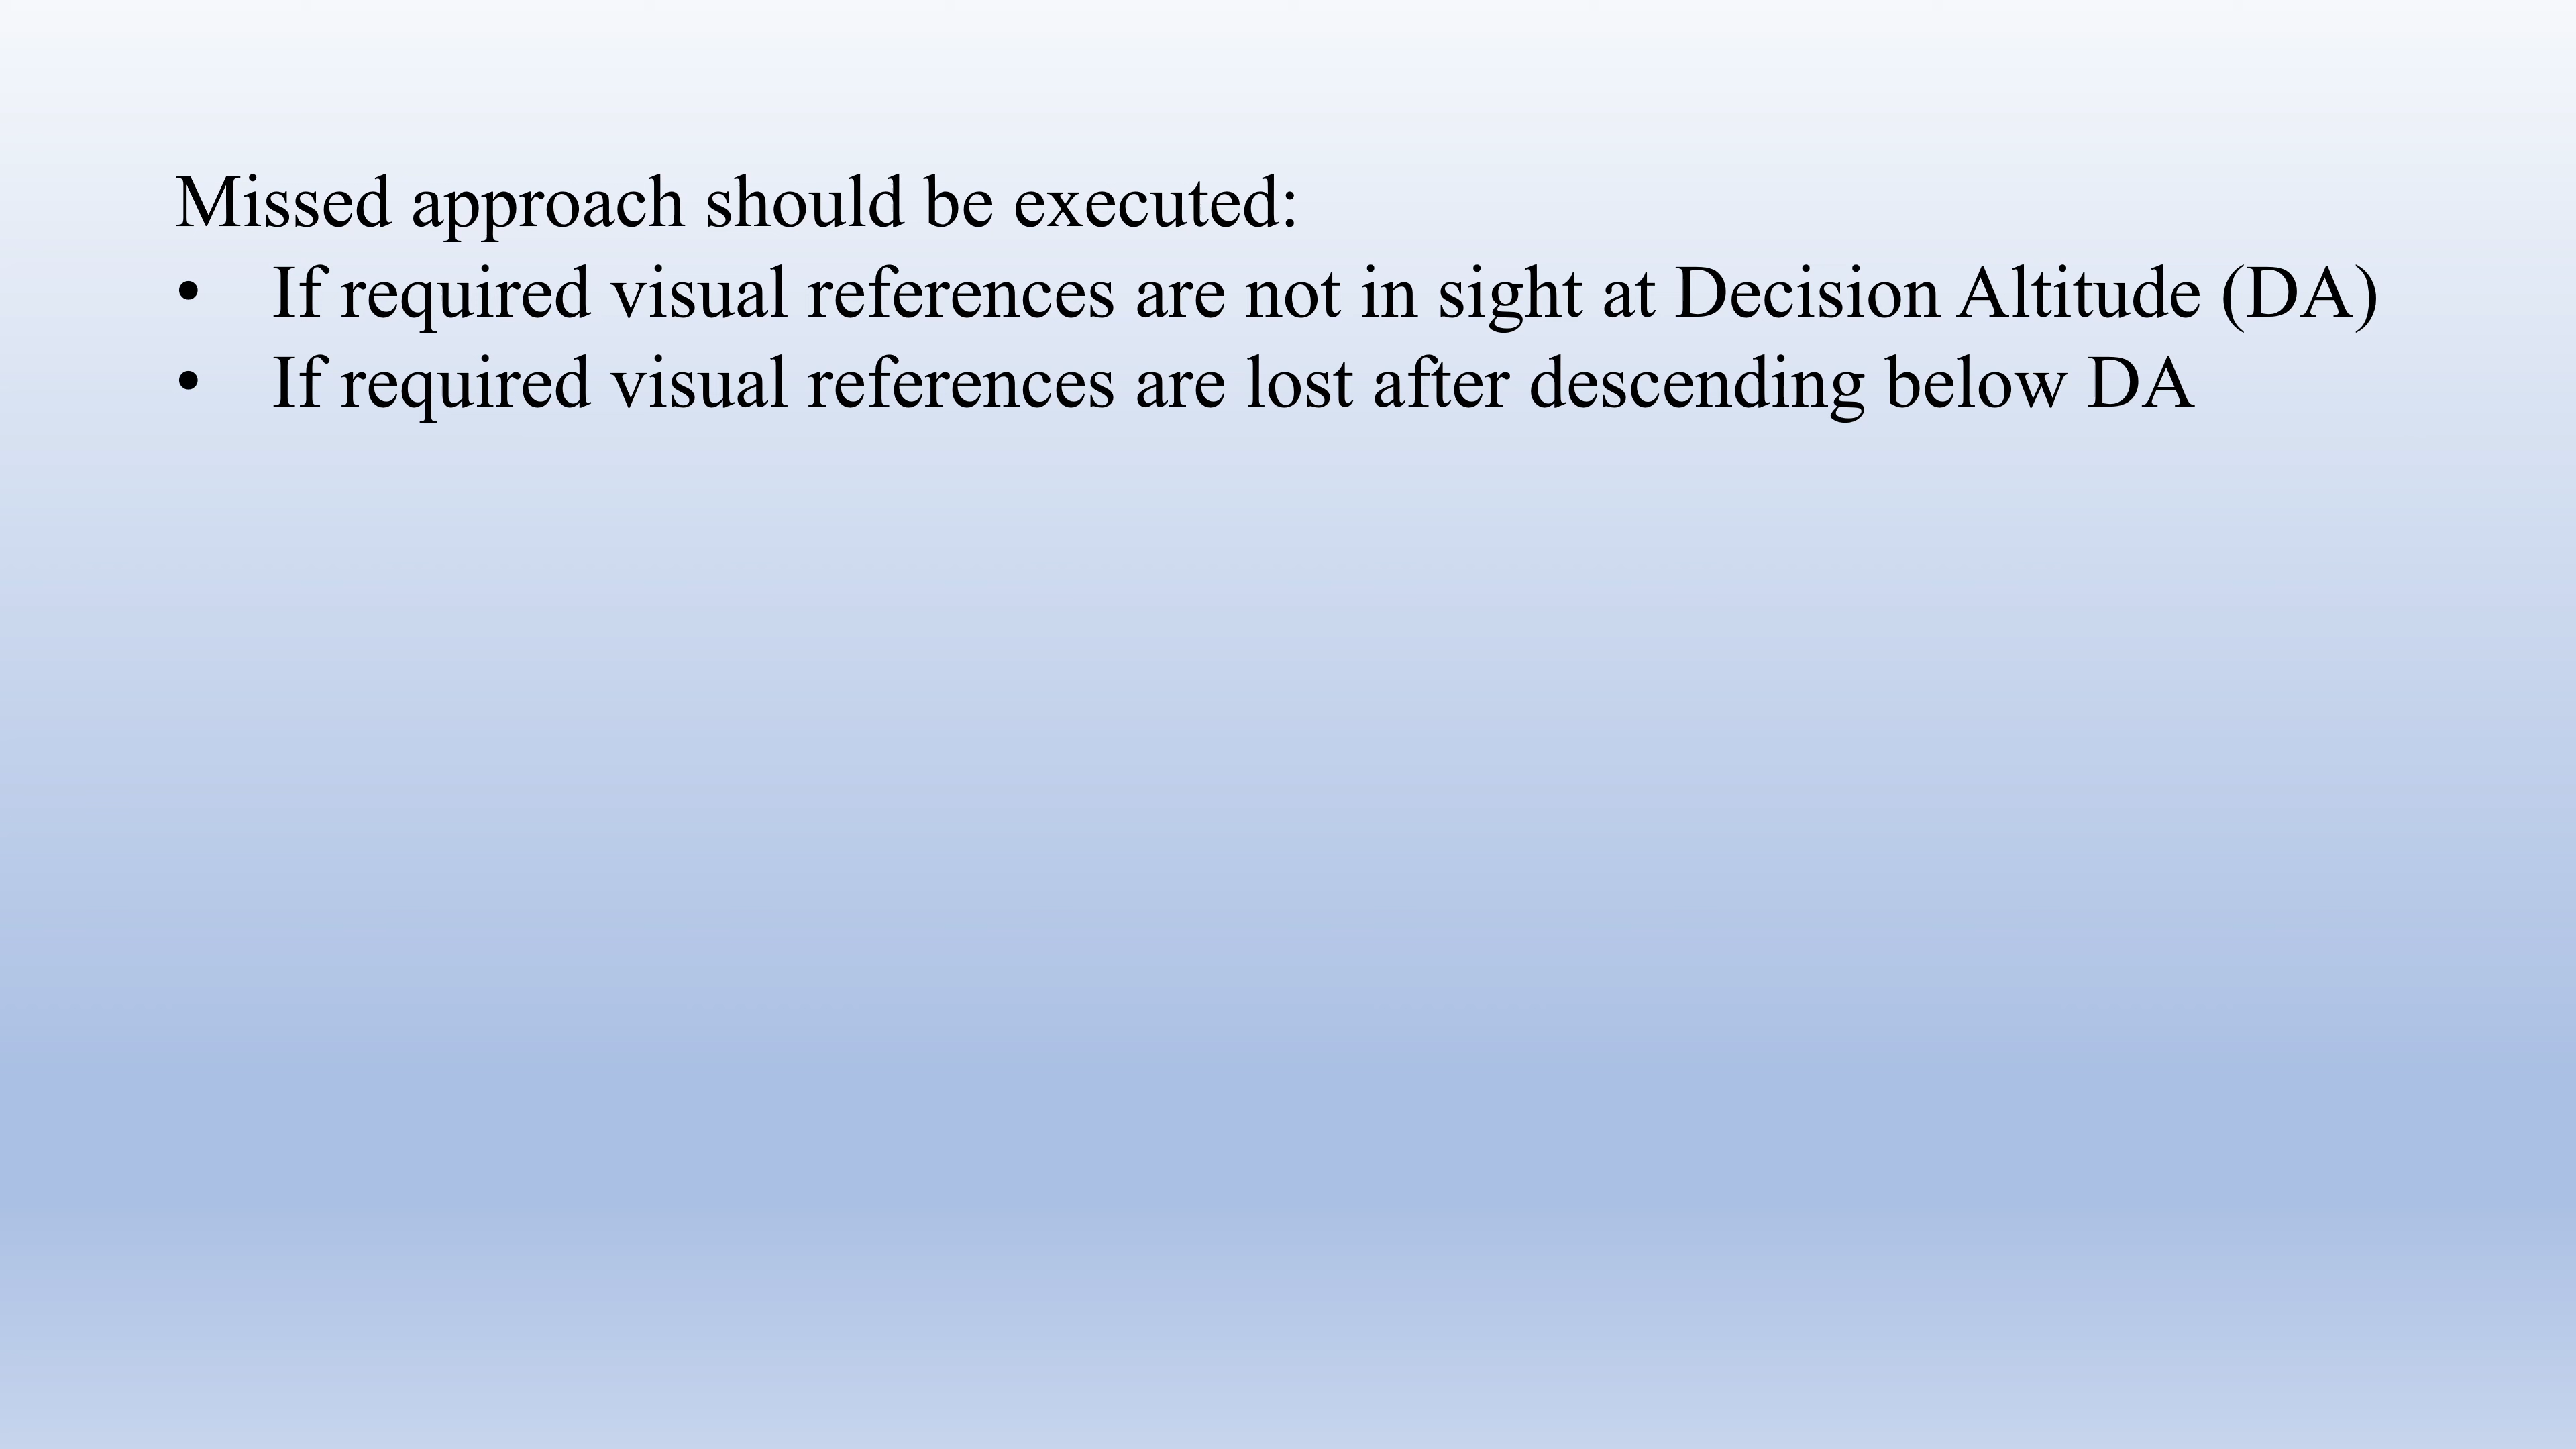 Missed approach should be executed:
• If required visual references are not in sight at Decision Altitude (DA)
• If required visual references are lost after descending below DA